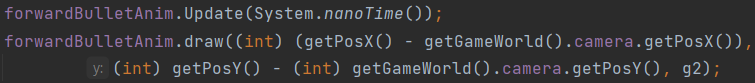 forwardBulletAnim.Update(System.nanoTime());
forwardBulletAnim.draw((int) (getPosX() - getGameWorld().camera.getPosX()),
y: (int) getPosY() - (int) getGameWorld().camera.getPosY(), g2);